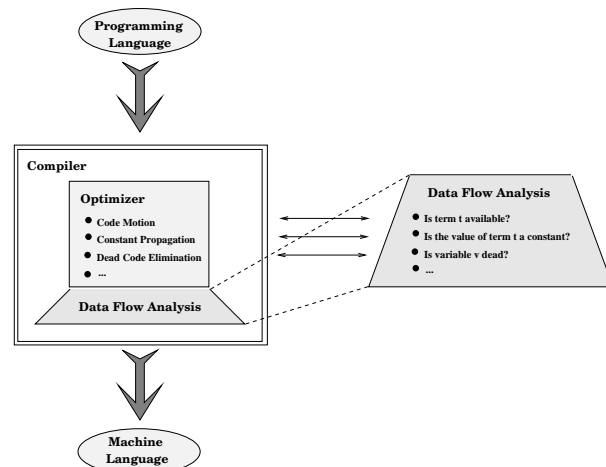 Programming
Language
Compiler
Optimizer
● Code Motion
● Constant Propagation
● Dead Code Elimination
● ...
Data Flow Analysis
Data Flow Analysis
● Is term t available?
● Is the value of term t a constant?
● Is variable v dead?
● ...
Machine
Language